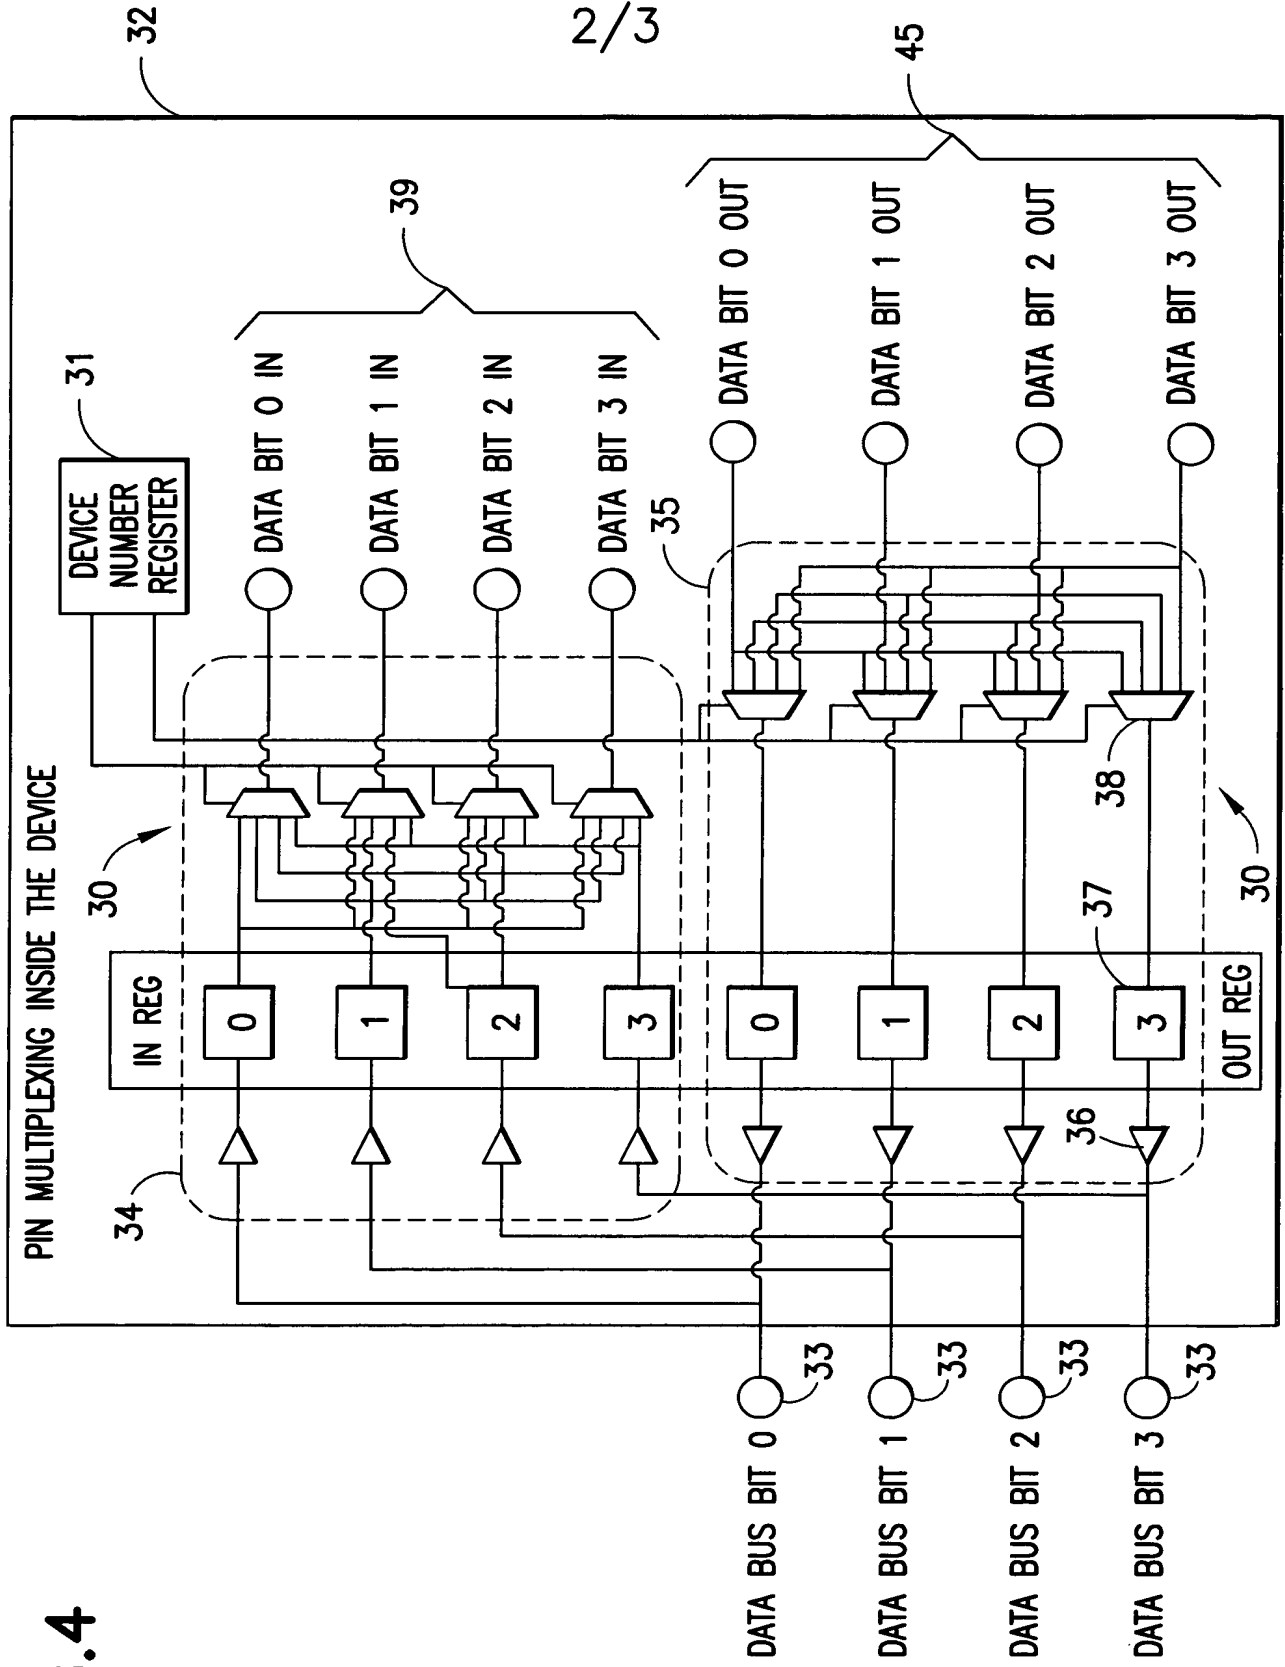 2/3
.4
PIN MULTIPLEXING INSIDE THE DEVICE
32
31
DEVICE
NUMBER
REGISTER
30
34
IN REG
0
1
2
3
39
DATA BIT 0 IN
DATA BIT 1 IN
DATA BIT 2 IN
DATA BIT 3 IN
45
DATA BIT 0 OUT
DATA BIT 1 OUT
DATA BIT 2 OUT
DATA BIT 3 OUT
35
38
30
37
36
0
1
2
3
OUT REG
33
33
33
33
DATA BUS BIT 0
DATA BUS BIT 1
DATA BUS BIT 2
DATA BUS BIT 3